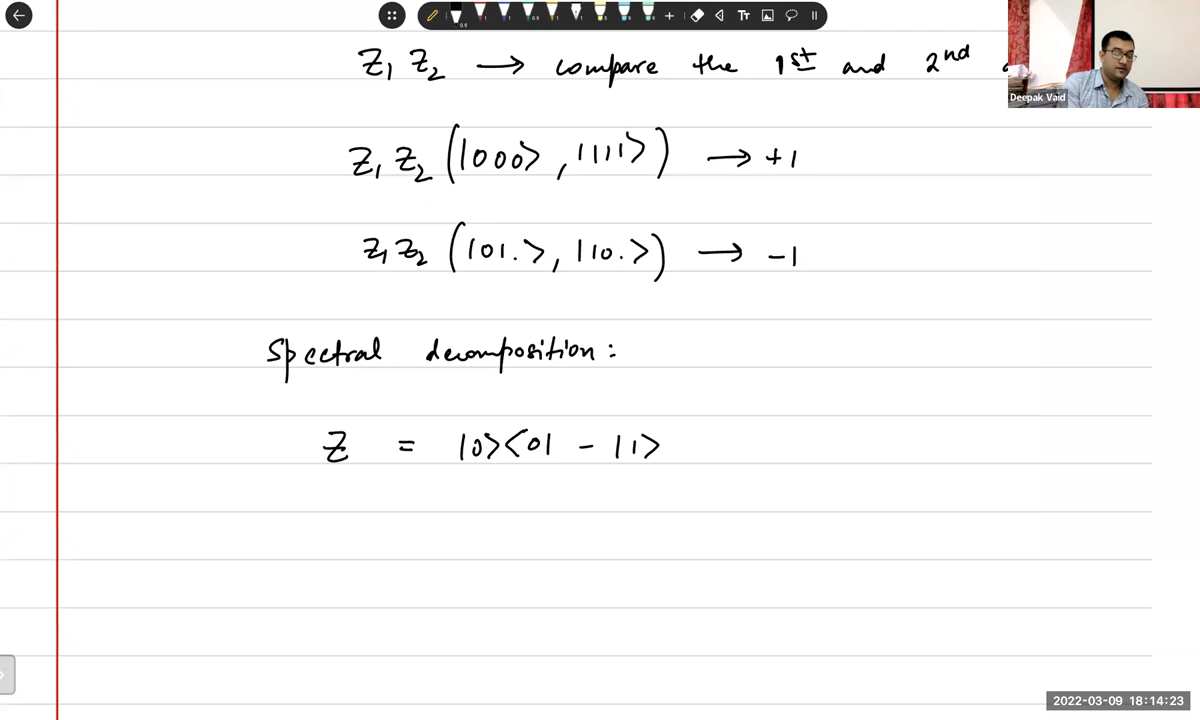 Z₁ Z₂ → compare the 1st and 2nd
Deepak Vaid
Z₁ Z₂ (|000⟩, |111⟩) → +1
Z₁ Z₂ (|01.⟩, |10.⟩) → -1
Spectral decomposition:
Z = |0⟩⟨0| - |1⟩
2022-03-09 18:14:23